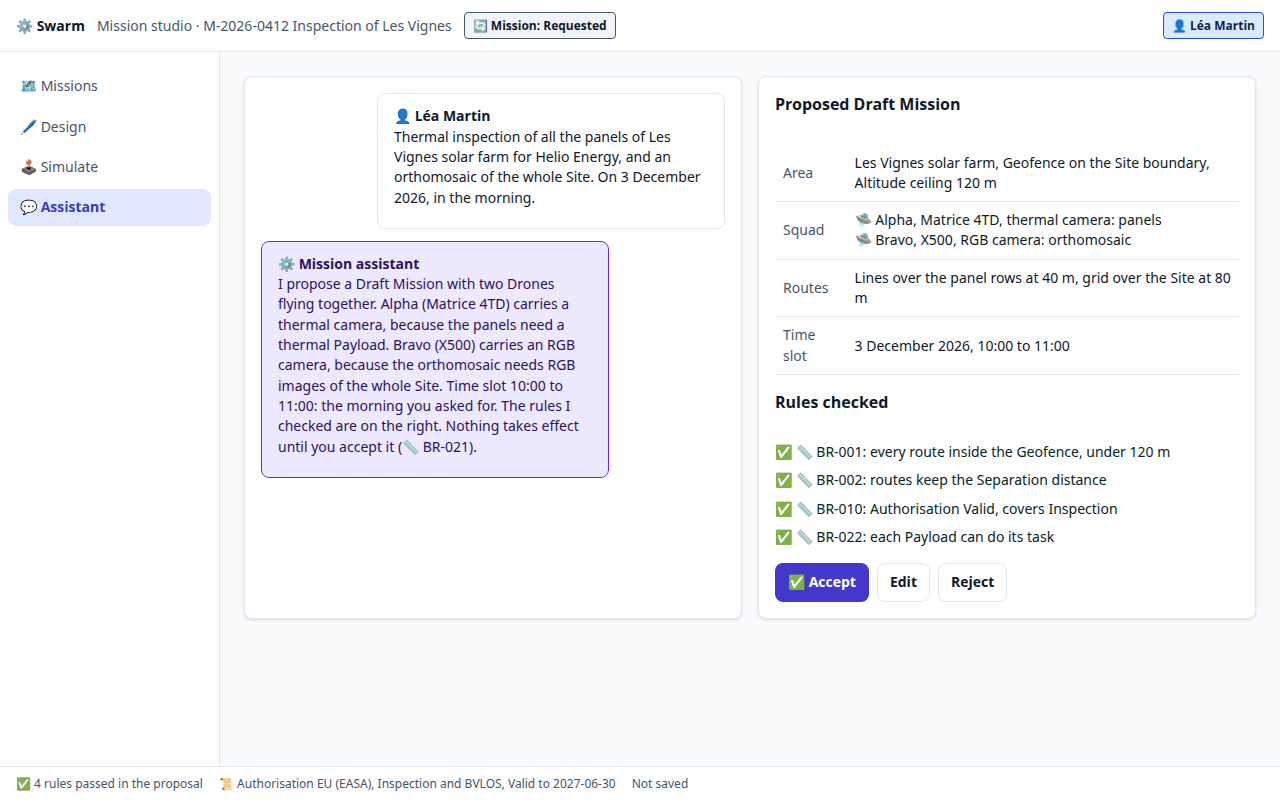 ⚙️ Swarm Mission studio · M-2026-0412 Inspection of Les Vignes 🔄 Mission: Requested 👤 Léa Martin
🗺️ Missions
🖊️ Design
🕹️ Simulate
💬 Assistant
👤 Léa Martin
Thermal inspection of all the panels of Les
Vignes solar farm for Helio Energy, and an
orthomosaic of the whole Site. On 3 December
2026, in the morning.
⚙️ Mission assistant
I propose a Draft Mission with two Drones
flying together. Alpha (Matrice 4TD) carries a
thermal camera, because the panels need a
thermal Payload. Bravo (X500) carries an RGB
camera, because the orthomosaic needs RGB
images of the whole Site. Time slot 10:00 to
11:00: the morning you asked for. The rules I
checked are on the right. Nothing takes effect
until you accept it (📏 BR-021).
Proposed Draft Mission
Area
Les Vignes solar farm, Geofence on the Site boundary,
Altitude ceiling 120 m
Squad
🛸 Alpha, Matrice 4TD, thermal camera: panels
🛸 Bravo, X500, RGB camera: orthomosaic
Routes
Lines over the panel rows at 40 m, grid over the Site at 80
m
Time
slot
3 December 2026, 10:00 to 11:00
Rules checked
✅ 📏 BR-001: every route inside the Geofence, under 120 m
✅ 📏 BR-002: routes keep the Separation distance
✅ 📏 BR-010: Authorisation Valid, covers Inspection
✅ 📏 BR-022: each Payload can do its task
✅ Accept Edit Reject
✅ 4 rules passed in the proposal 📜 Authorisation EU (EASA), Inspection and BVLOS, Valid to 2027-06-30 Not saved